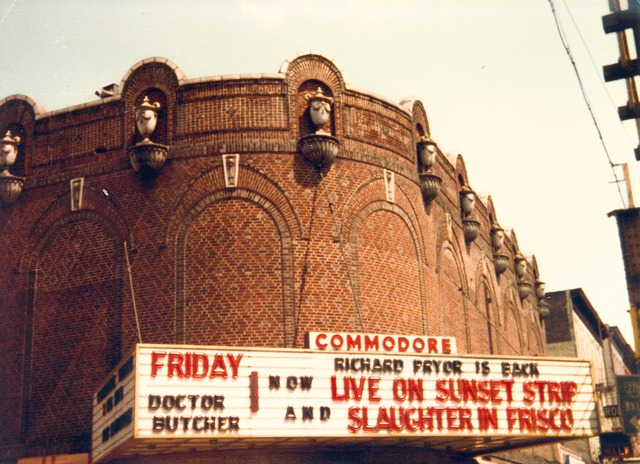 COMMODORE
FRIDAY
DOCTOR
BUTCHER
RICHARD PRYOR IS BACK
NOW LIVE ON SUNSET STRIP
AND SLAUGHTER IN FRISCO